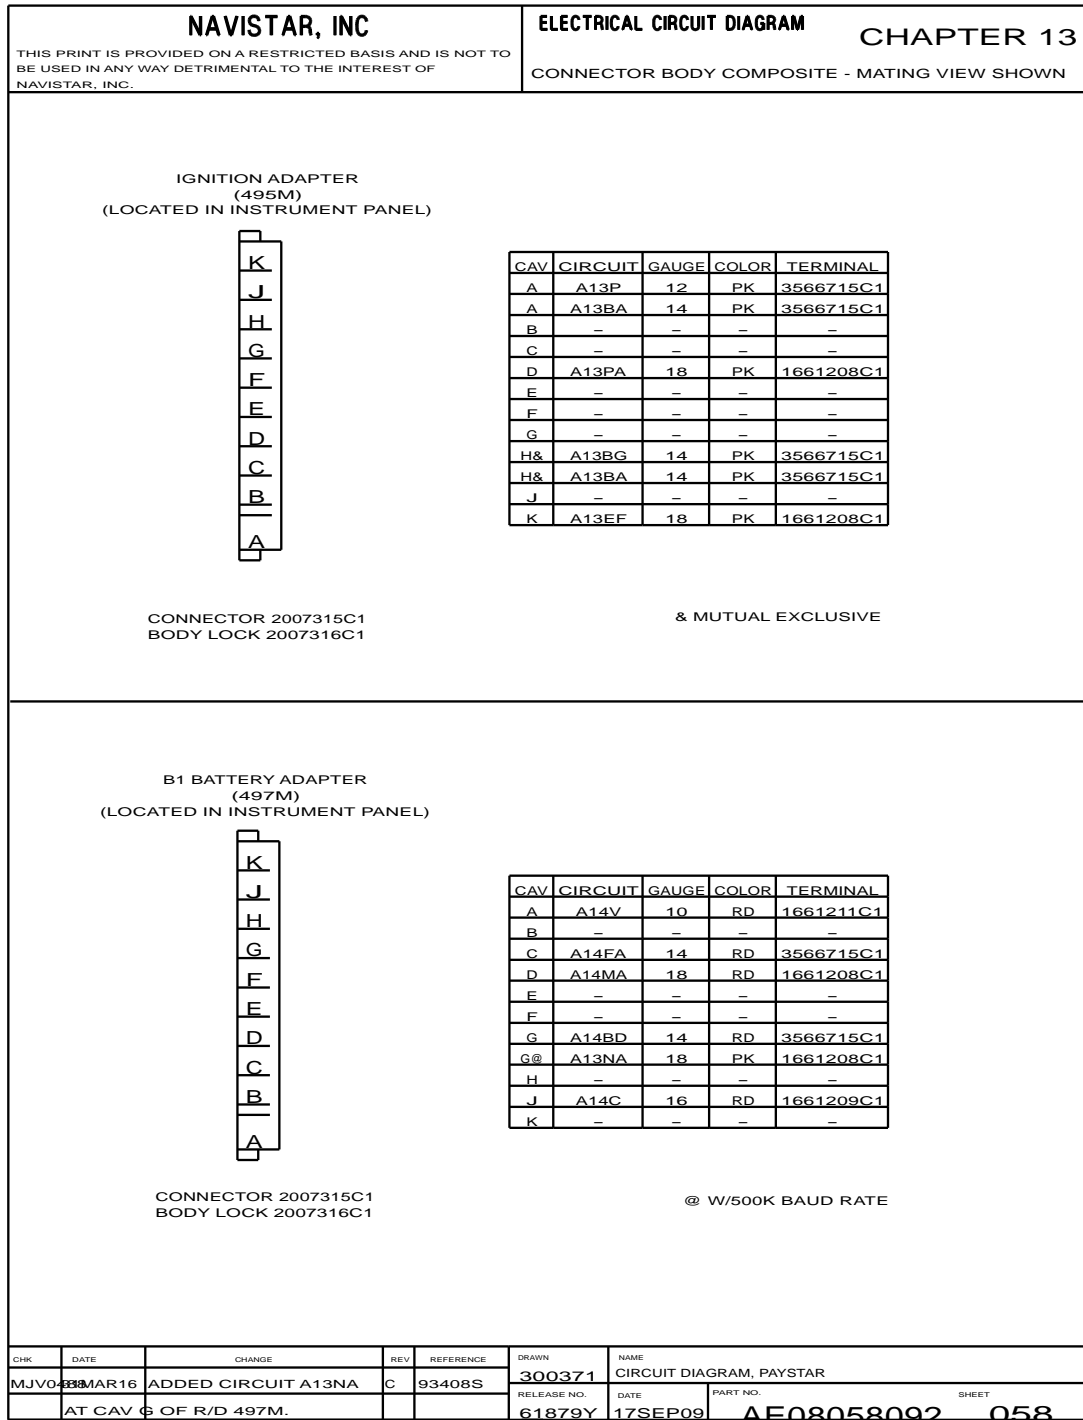 NAVISTAR, INC
THIS PRINT IS PROVIDED ON A RESTRICTED BASIS AND IS NOT TO
BE USED IN ANY WAY DETRIMENTAL TO THE INTEREST OF
NAVISTAR, INC.
ELECTRICAL CIRCUIT DIAGRAM
CHAPTER 13
CONNECTOR BODY COMPOSITE - MATING VIEW SHOWN
IGNITION ADAPTER
(495M)
(LOCATED IN INSTRUMENT PANEL)
K
J
H
G
F
E
D
C
B
A
CONNECTOR 2007315C1
BODY LOCK 2007316C1
CAV CIRCUIT GAUGE COLOR TERMINAL
A A13P 12 PK 3566715C1
A A13BA 14 PK 3566715C1
B – – – –
C – – – –
D A13PA 18 PK 1661208C1
E – – – –
F – – – –
G – – – –
H& A13BG 14 PK 3566715C1
H& A13BA 14 PK 3566715C1
J – – – –
K A13EF 18 PK 1661208C1
& MUTUAL EXCLUSIVE
B1 BATTERY ADAPTER
(497M)
(LOCATED IN INSTRUMENT PANEL)
K
J
H
G
F
E
D
C
B
A
CONNECTOR 2007315C1
BODY LOCK 2007316C1
CAV CIRCUIT GAUGE COLOR TERMINAL
A A14V 10 RD 1661211C1
B – – – –
C A14FA 14 RD 3566715C1
D A14MA 18 RD 1661208C1
E – – – –
F – – – –
G A14BD 14 RD 3566715C1
G@ A13NA 18 PK 1661208C1
H – – – –
J A14C 16 RD 1661209C1
K – – – –
@ W/500K BAUD RATE
CHK DATE CHANGE REV REFERENCE
ADDED CIRCUIT A13NA C 93408S
AT CAV G OF R/D 497M.
DRAWN
300371
NAME
CIRCUIT DIAGRAM, PAYSTAR
RELEASE NO.
61879Y
DATE
17SEP09
PART NO.
AE08058092
SHEET
058